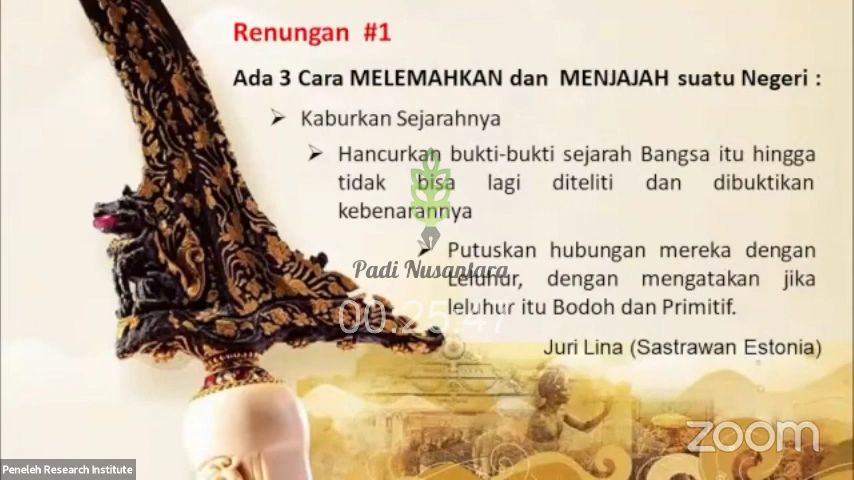 Renungan #1
Ada 3 Cara MELEMAHKAN dan MENJAJAH suatu Negeri :
Kaburkan Sejarahnya
Hancurkan bukti-bukti sejarah Bangsa itu hingga
tidak bisa lagi diteliti dan dibuktikan
kebenarannya
Putuskan hubungan mereka dengan
Leluhur, dengan mengatakan jika
leluhur itu Bodoh dan Primitif.
Padi Nusantara
00:25:47
Juri Lina (Sastrawan Estonia)
zoom
Peneleh Research Institute